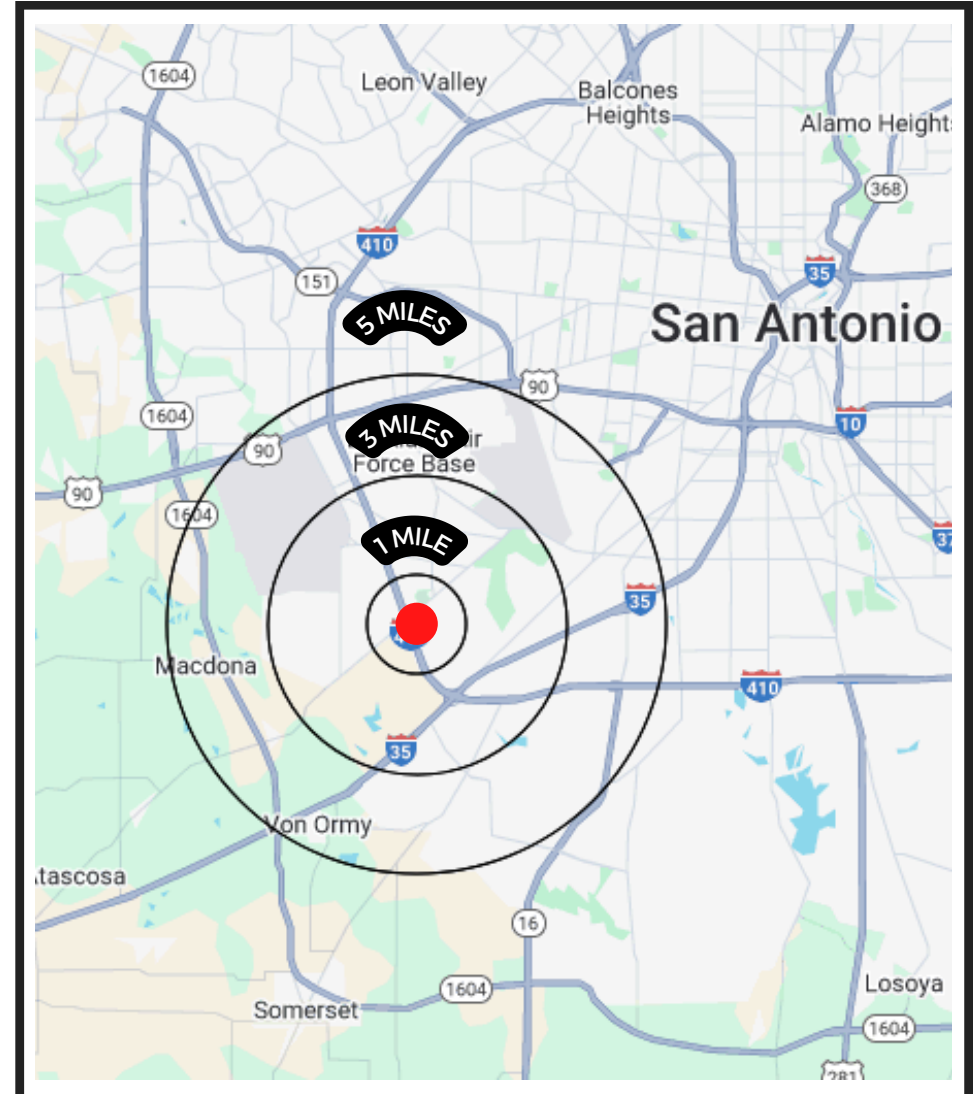 1604
Leon Valley
Balcones
Heights
Alamo Height
368
410
35
151
5 MILES
San Antonio
90
1604
10
3 MILES
90
Force Base
90
1604
1 MILE
37
35
Macdona
410
35
Von Ormy
tascosa
16
1604
Losoya
Somerset
1604
281